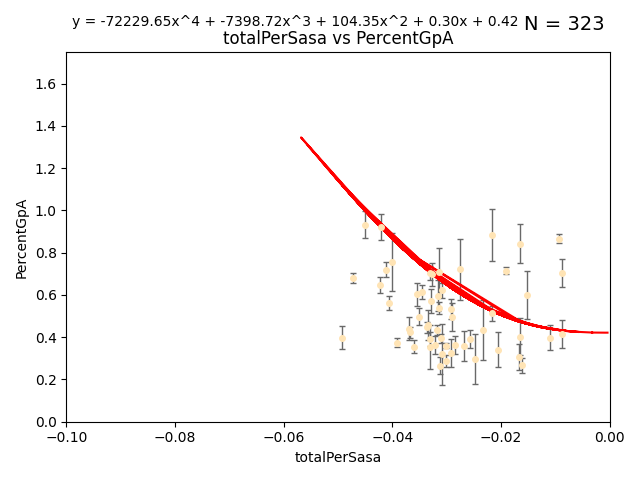 y = -72229.65x^4 + -7398.72x^3 + 104.35x^2 + 0.30x + 0.42 N = 323
totalPerSasa vs PercentGpA
1.6
1.4
1.2
1.0
0.8
0.6
0.4
0.2
0.0
PercentGpA
−0.10 −0.08 −0.06 −0.04 −0.02 0.00
totalPerSasa